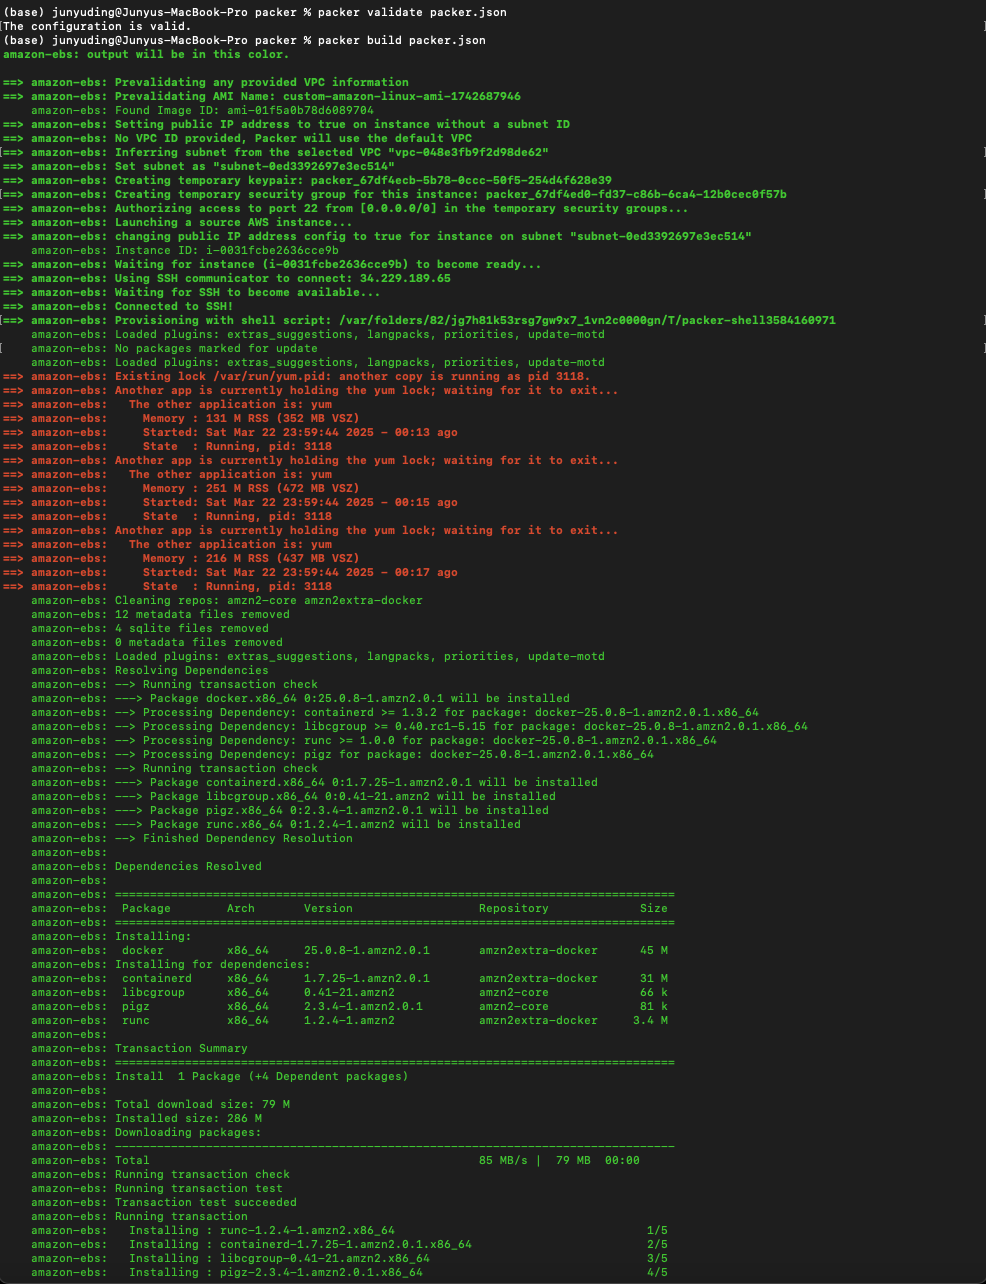 (base) junyuding@Junyus-MacBook-Pro packer % packer validate packer.json
The configuration is valid.
(base) junyuding@Junyus-MacBook-Pro packer % packer build packer.json
amazon-ebs: output will be in this color.
==> amazon-ebs: Prevalidating any provided VPC information
==> amazon-ebs: Prevalidating AMI Name: custom-amazon-linux-ami-1742687946
amazon-ebs: Found Image ID: ami-01f5a0b78d6089704
==> amazon-ebs: Setting public IP address to true on instance without a subnet ID
==> amazon-ebs: No VPC ID provided, Packer will use the default VPC
==> amazon-ebs: Inferring subnet from the selected VPC "vpc-048e3fb9f2d98de62"
==> amazon-ebs: Set subnet as "subnet-0ed3392697e3ec514"
==> amazon-ebs: Creating temporary keypair: packer_67df4ecb-5b78-0ccc-50f5-254d4f628e39
==> amazon-ebs: Creating temporary security group for this instance: packer_67df4ed0-fd37-c86b-6ca4-12b0cec0f57b
==> amazon-ebs: Authorizing access to port 22 from [0.0.0.0/0] in the temporary security groups...
==> amazon-ebs: Launching a source AWS instance...
==> amazon-ebs: changing public IP address config to true for instance on subnet "subnet-0ed3392697e3ec514"
amazon-ebs: Instance ID: i-0031fcbe2636cce9b
==> amazon-ebs: Waiting for instance (i-0031fcbe2636cce9b) to become ready...
==> amazon-ebs: Using SSH communicator to connect: 34.229.189.65
==> amazon-ebs: Waiting for SSH to become available...
==> amazon-ebs: Connected to SSH!
==> amazon-ebs: Provisioning with shell script: /var/folders/82/jg7h81k53rsg7gw9x7_1vn2c0000gn/T/packer-shell3584160971
amazon-ebs: Loaded plugins: extras_suggestions, langpacks, priorities, update-motd
amazon-ebs: No packages marked for update
amazon-ebs: Loaded plugins: extras_suggestions, langpacks, priorities, update-motd
==> amazon-ebs: Existing lock /var/run/yum.pid: another copy is running as pid 3118.
==> amazon-ebs: Another app is currently holding the yum lock; waiting for it to exit...
==> amazon-ebs:   The other application is: yum
==> amazon-ebs:     Memory : 131 M RSS (352 MB VSZ)
==> amazon-ebs:     Started: Sat Mar 22 23:59:44 2025 - 00:13 ago
==> amazon-ebs:     State  : Running, pid: 3118
==> amazon-ebs: Another app is currently holding the yum lock; waiting for it to exit...
==> amazon-ebs:   The other application is: yum
==> amazon-ebs:     Memory : 251 M RSS (472 MB VSZ)
==> amazon-ebs:     Started: Sat Mar 22 23:59:44 2025 - 00:15 ago
==> amazon-ebs:     State  : Running, pid: 3118
==> amazon-ebs: Another app is currently holding the yum lock; waiting for it to exit...
==> amazon-ebs:   The other application is: yum
==> amazon-ebs:     Memory : 216 M RSS (437 MB VSZ)
==> amazon-ebs:     Started: Sat Mar 22 23:59:44 2025 - 00:17 ago
==> amazon-ebs:     State  : Running, pid: 3118
amazon-ebs: Cleaning repos: amzn2-core amzn2extra-docker
amazon-ebs: 12 metadata files removed
amazon-ebs: 4 sqlite files removed
amazon-ebs: 0 metadata files removed
amazon-ebs: Loaded plugins: extras_suggestions, langpacks, priorities, update-motd
amazon-ebs: Resolving Dependencies
amazon-ebs: --> Running transaction check
amazon-ebs: ---> Package docker.x86_64 0:25.0.8-1.amzn2.0.1 will be installed
amazon-ebs: --> Processing Dependency: containerd >= 1.3.2 for package: docker-25.0.8-1.amzn2.0.1.x86_64
amazon-ebs: --> Processing Dependency: libcgroup >= 0.40.rc1-5.15 for package: docker-25.0.8-1.amzn2.0.1.x86_64
amazon-ebs: --> Processing Dependency: runc >= 1.0.0 for package: docker-25.0.8-1.amzn2.0.1.x86_64
amazon-ebs: --> Processing Dependency: pigz for package: docker-25.0.8-1.amzn2.0.1.x86_64
amazon-ebs: --> Running transaction check
amazon-ebs: ---> Package containerd.x86_64 0:1.7.25-1.amzn2.0.1 will be installed
amazon-ebs: ---> Package libcgroup.x86_64 0:0.41-21.amzn2 will be installed
amazon-ebs: ---> Package pigz.x86_64 0:2.3.4-1.amzn2.0.1 will be installed
amazon-ebs: ---> Package runc.x86_64 0:1.2.4-1.amzn2 will be installed
amazon-ebs: --> Finished Dependency Resolution
amazon-ebs:
amazon-ebs: Dependencies Resolved
amazon-ebs:
amazon-ebs: ================================================================================
amazon-ebs:  Package        Arch       Version                  Repository             Size
amazon-ebs: ================================================================================
amazon-ebs: Installing:
amazon-ebs:  docker         x86_64     25.0.8-1.amzn2.0.1       amzn2extra-docker      45 M
amazon-ebs: Installing for dependencies:
amazon-ebs:  containerd     x86_64     1.7.25-1.amzn2.0.1       amzn2extra-docker      31 M
amazon-ebs:  libcgroup      x86_64     0.41-21.amzn2            amzn2-core             66 k
amazon-ebs:  pigz           x86_64     2.3.4-1.amzn2.0.1        amzn2-core             81 k
amazon-ebs:  runc           x86_64     1.2.4-1.amzn2            amzn2extra-docker     3.4 M
amazon-ebs:
amazon-ebs: Transaction Summary
amazon-ebs: ================================================================================
amazon-ebs: Install  1 Package (+4 Dependent packages)
amazon-ebs:
amazon-ebs: Total download size: 79 M
amazon-ebs: Installed size: 286 M
amazon-ebs: Downloading packages:
amazon-ebs: --------------------------------------------------------------------------------
amazon-ebs: Total                                               85 MB/s |  79 MB  00:00
amazon-ebs: Running transaction check
amazon-ebs: Running transaction test
amazon-ebs: Transaction test succeeded
amazon-ebs: Running transaction
amazon-ebs:   Installing : runc-1.2.4-1.amzn2.x86_64                                    1/5
amazon-ebs:   Installing : containerd-1.7.25-1.amzn2.0.1.x86_64                         2/5
amazon-ebs:   Installing : libcgroup-0.41-21.amzn2.x86_64                               3/5
amazon-ebs:   Installing : pigz-2.3.4-1.amzn2.0.1.x86_64                                4/5